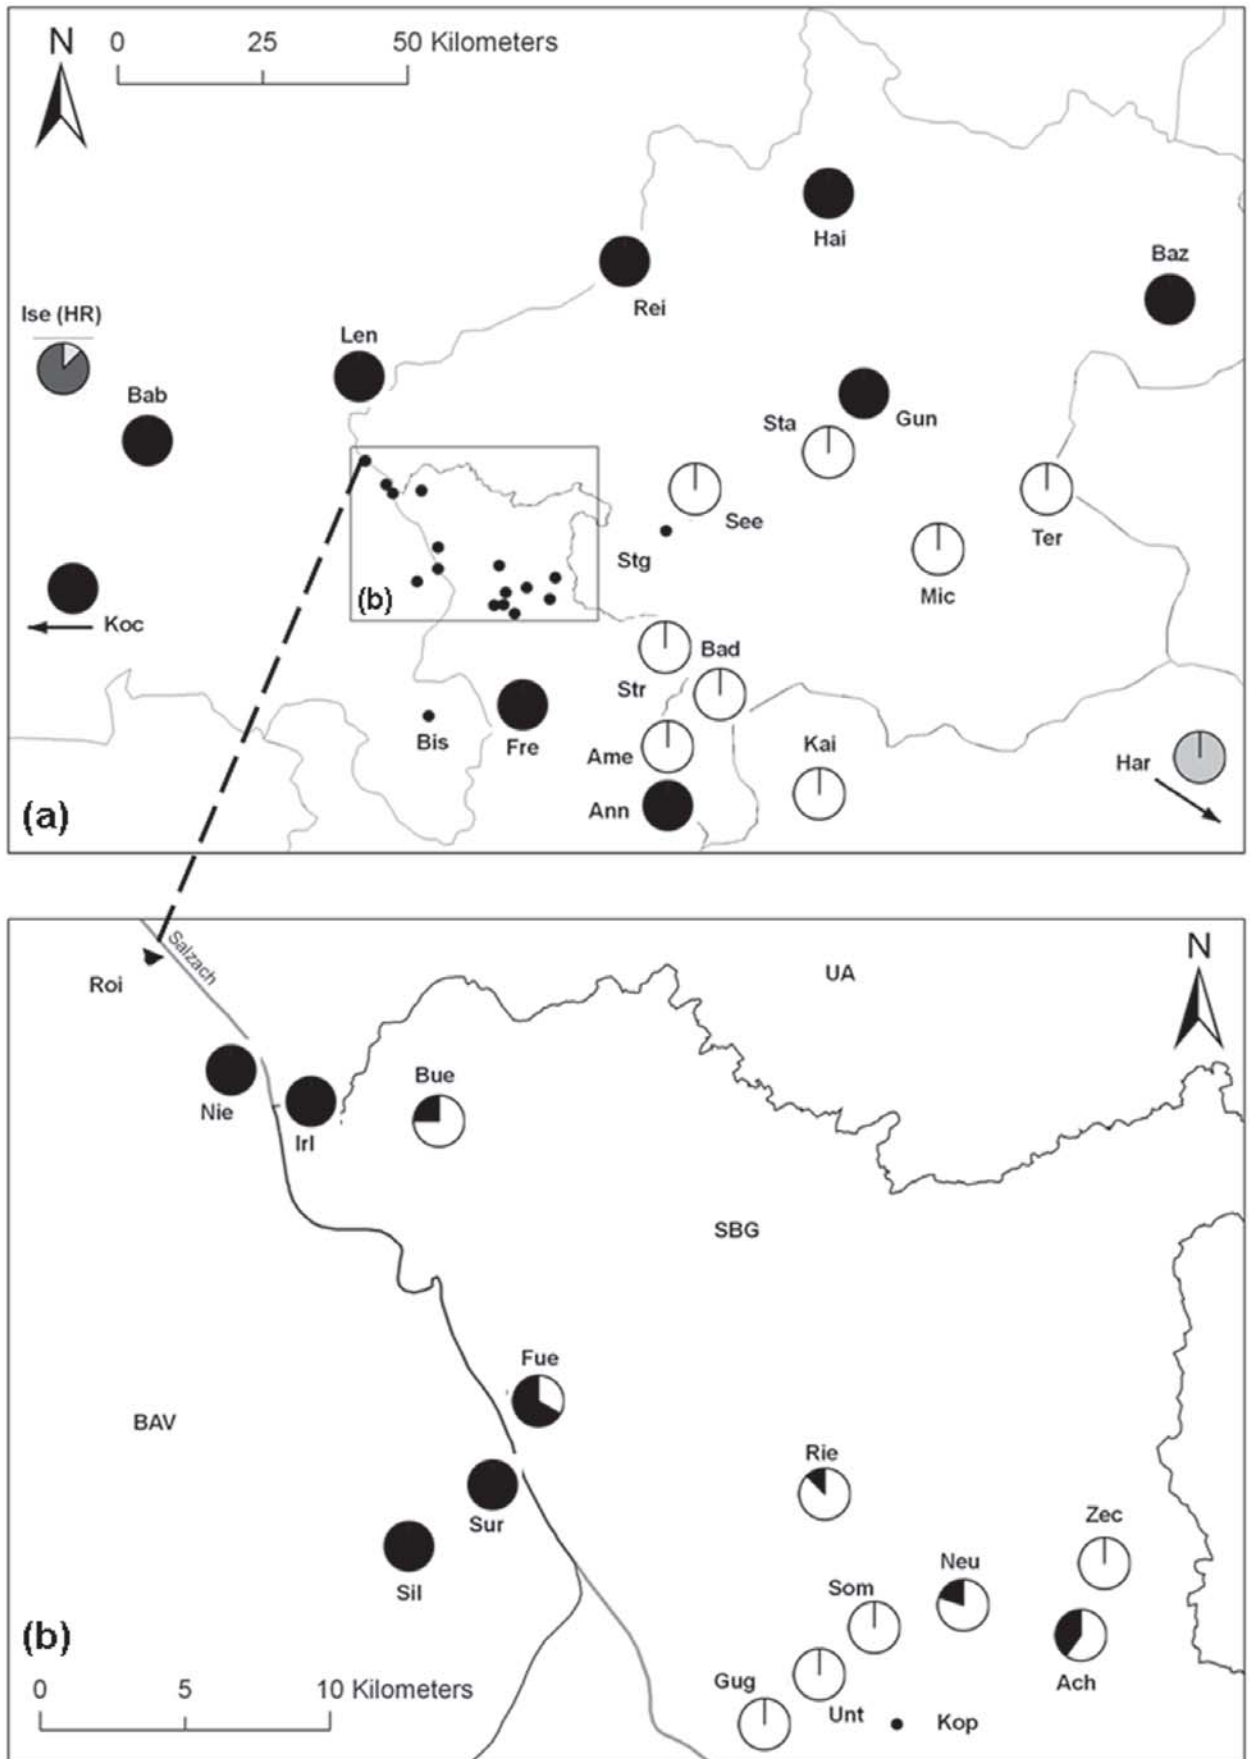 N 0 25 50 Kilometers
Hai
Baz
Rei
Ise (HR)
Len
Bab
Sta
Gun
See
Ter
Stg
Mic
(b)
Koc
Bad
Str
Bis
Fre
Ame
Kai
Har
Ann
(a)
Salzach
N
UA
Roi
Bue
Nie
Irl
SBG
Fue
BAV
Rie
Zec
Sur
Neu
Sil
Som
(b)
Ach
Gug
0 5 10 Kilometers
Unt
Kop